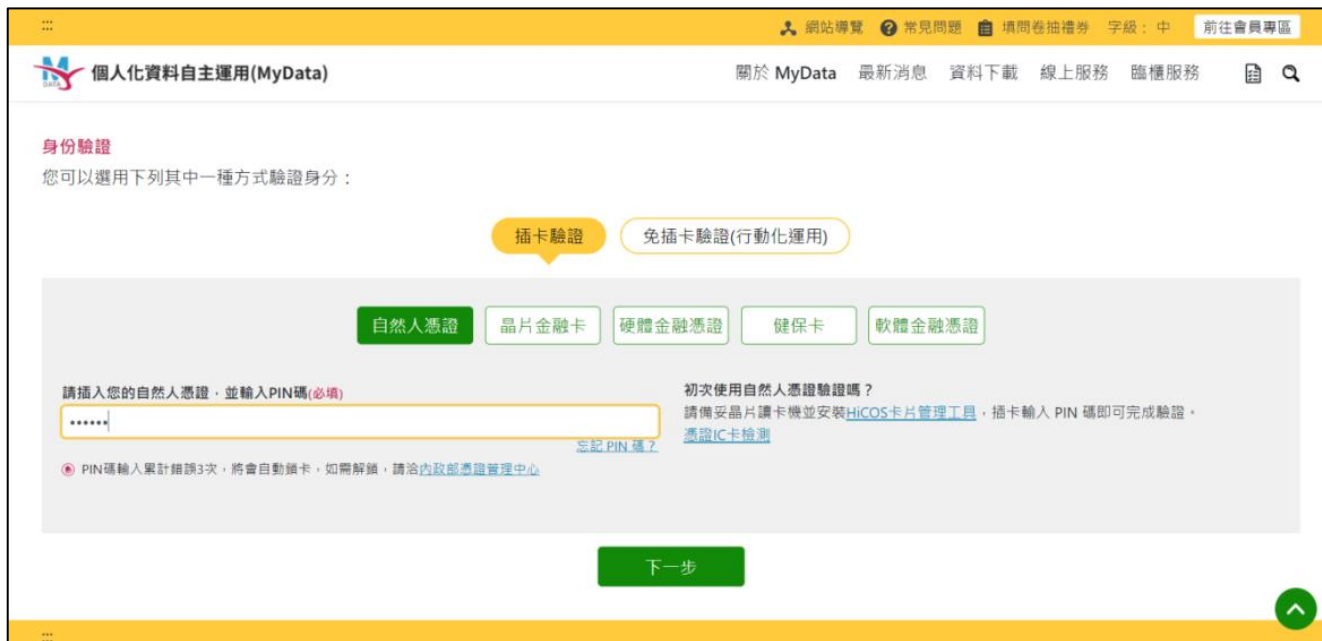 :::
網站導覽 常見問題 填問卷抽禮券 字級：中 前往會員專區
MY DATA 個人化資料自主運用(MyData)
關於 MyData 最新消息 資料下載 線上服務 臨櫃服務
身份驗證
您可以選用下列其中一種方式驗證身分：
插卡驗證 免插卡驗證(行動化運用)
自然人憑證 晶片金融卡 硬體金融憑證 健保卡 軟體金融憑證
請插入您的自然人憑證，並輸入PIN碼(必填)
••••••
忘記 PIN 碼？
PIN碼輸入累計錯誤3次，將會自動鎖卡，如需解鎖，請洽內政部憑證管理中心
初次使用自然人憑證驗證嗎？
請備妥晶片讀卡機並安裝HiCOS卡片管理工具，插卡輸入 PIN 碼即可完成驗證。
憑證IC卡檢測
下一步
:::